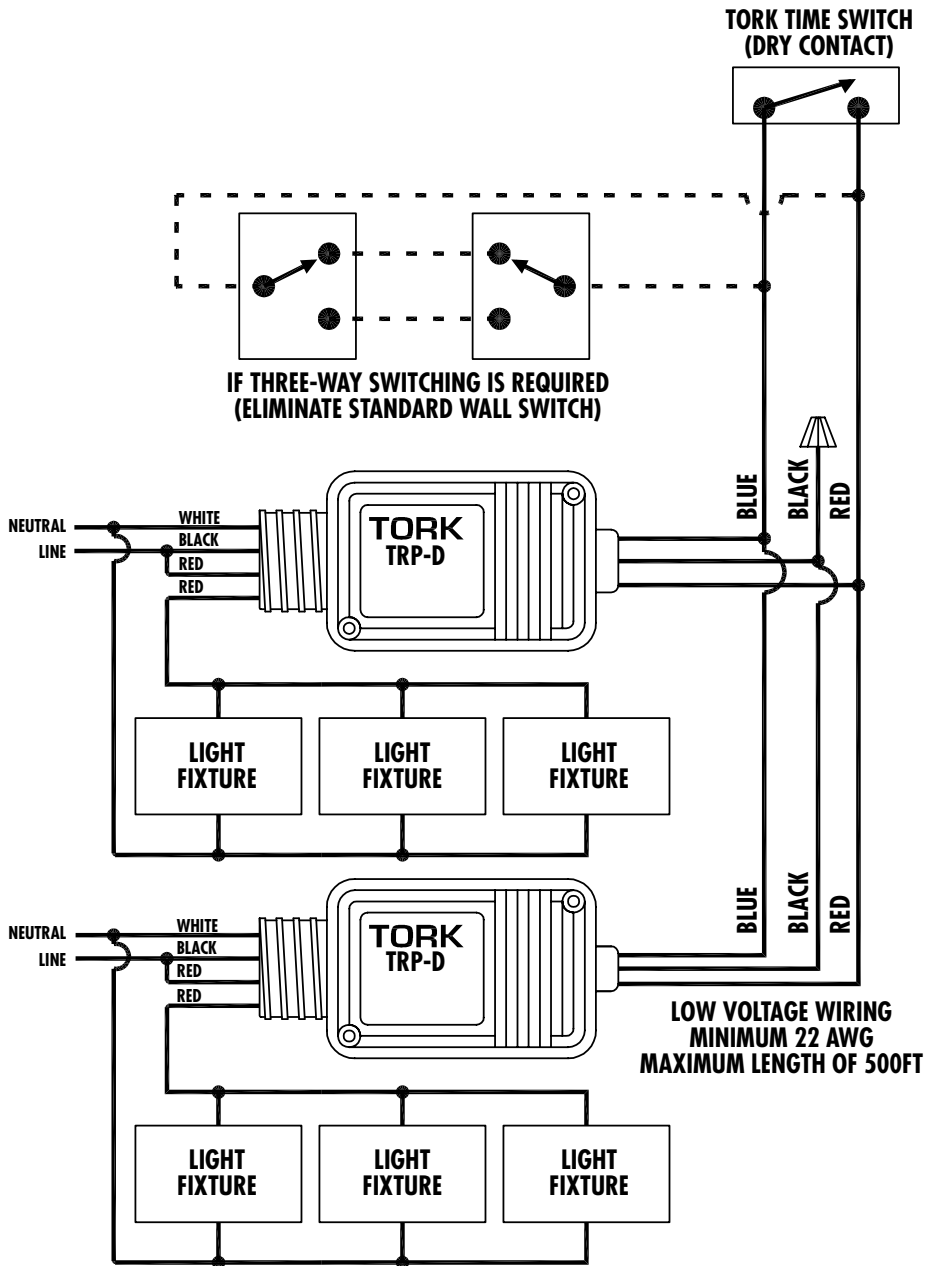 TORK TIME SWITCH
(DRY CONTACT)
IF THREE-WAY SWITCHING IS REQUIRED
(ELIMINATE STANDARD WALL SWITCH)
BLUE
BLACK
RED
NEUTRAL
LINE
WHITE
BLACK
RED
RED
TORK
TRP-D
LIGHT
FIXTURE
LIGHT
FIXTURE
LIGHT
FIXTURE
BLUE
BLACK
RED
NEUTRAL
LINE
WHITE
BLACK
RED
RED
TORK
TRP-D
LOW VOLTAGE WIRING
MINIMUM 22 AWG
MAXIMUM LENGTH OF 500FT
LIGHT
FIXTURE
LIGHT
FIXTURE
LIGHT
FIXTURE